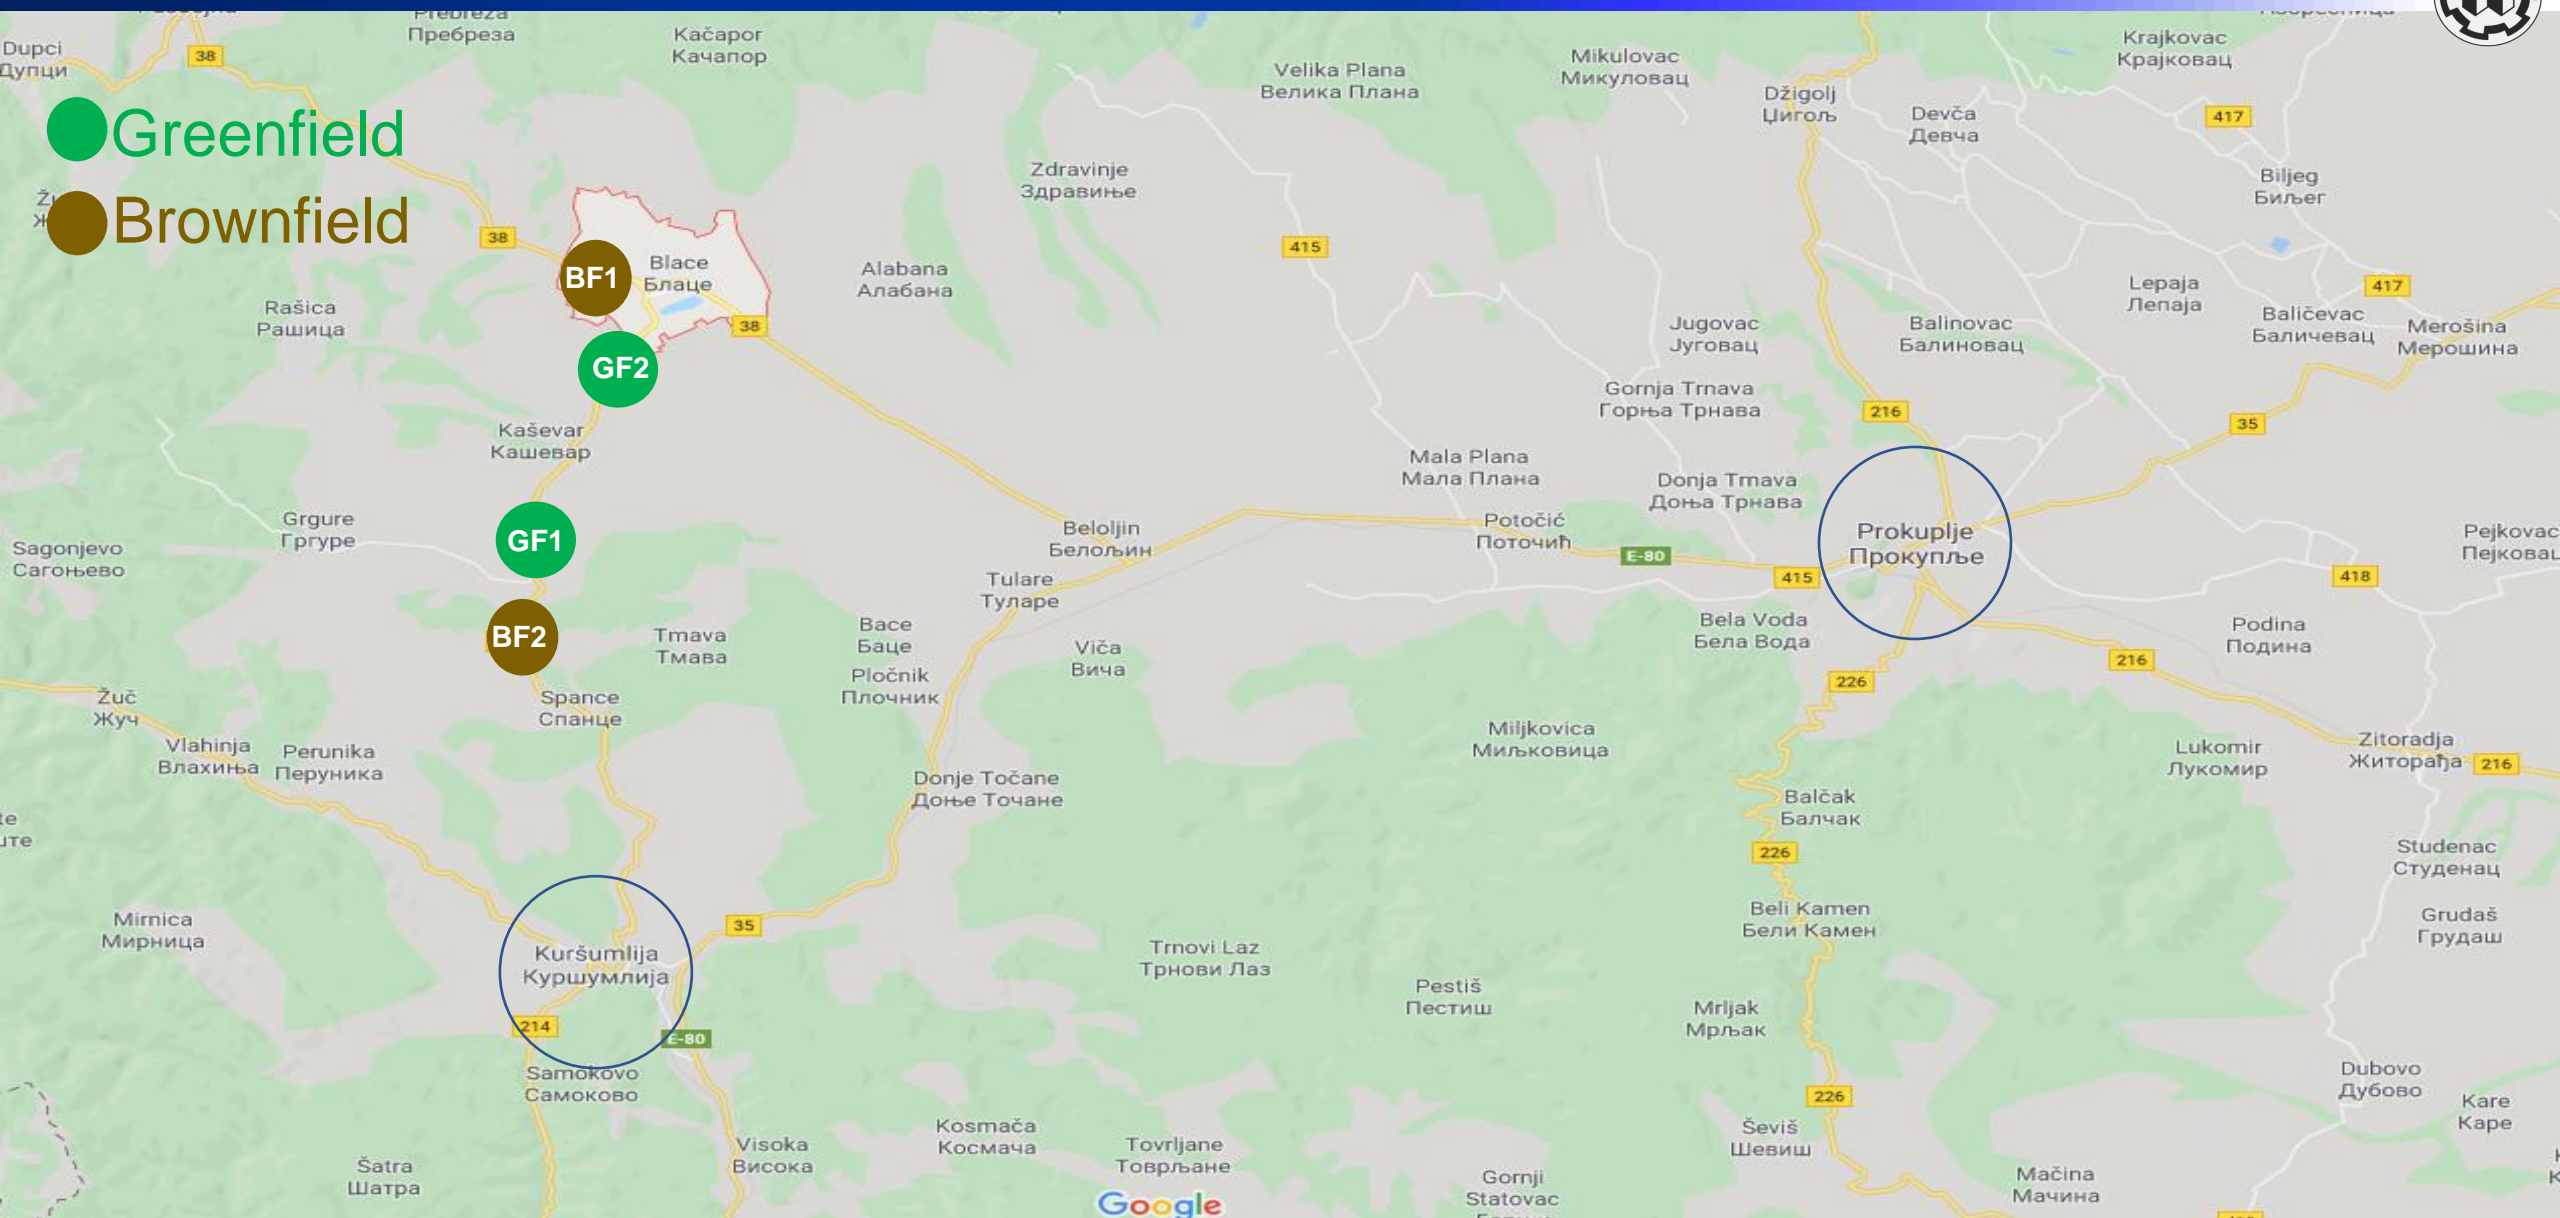 Пребреза
Kačapor
Качапор
Dupci
Дупци
38
Velika Plana
Велика Плана
Mikulovac
Микуловац
Krajkovac
Крајковац
Džigolj
Џигољ
Devča
Девча
417
Greenfield
Brownfield
Zdravinje
Здравиње
Biljeg
Биљег
38
415
BF1
Blace
Блаце
Alabana
Алабана
Lepaja
Лепаја
417
Rašica
Рашица
38
Jugovac
Југовац
Balinovac
Балиновац
Baličevac
Баличевац
Merošina
Мерошина
GF2
Gornja Trnava
Горња Трнава
216
35
Kaševar
Кашевар
Mala Plana
Мала Плана
Donja Trnava
Доња Трнава
Grgure
Гргуре
GF1
Beloljin
Белољин
Potočić
Поточић
E-80
Prokuplje
Прокупље
Pejkovac
Sagonjevo
Сагоњево
Tulare
Туларе
415
418
BF2
Tmava
Тмава
Bace
Баце
Viča
Вича
Bela Voda
Бела Вода
Podina
Подина
216
Pločnik
Плочник
226
Žuč
Жуч
Spance
Спанце
Vlahinja
Влахиња
Perunika
Перуника
Miljkovica
Миљковица
Lukomir
Лукомир
Zitoradja
Житорађа
216
Donje Točane
Доње Точане
Balčak
Балчак
226
Studenac
Студенац
Mirnica
Мирница
35
Beli Kamen
Бели Камен
Grudaš
Грудаш
Kuršumlija
Куршумлија
Trnovi Laz
Трнови Лаз
Pestiš
Пестиш
Mrljak
Мрљак
214
E-80
Samokovo
Самоково
Dubovo
Дубово
226
Kare
Каре
Kosmača
Космача
Visoka
Висока
Tovrljane
Товрљане
Ševiš
Шевиш
Šatra
Шатра
Gornji
Statovac
Mačina
Мачина
Google